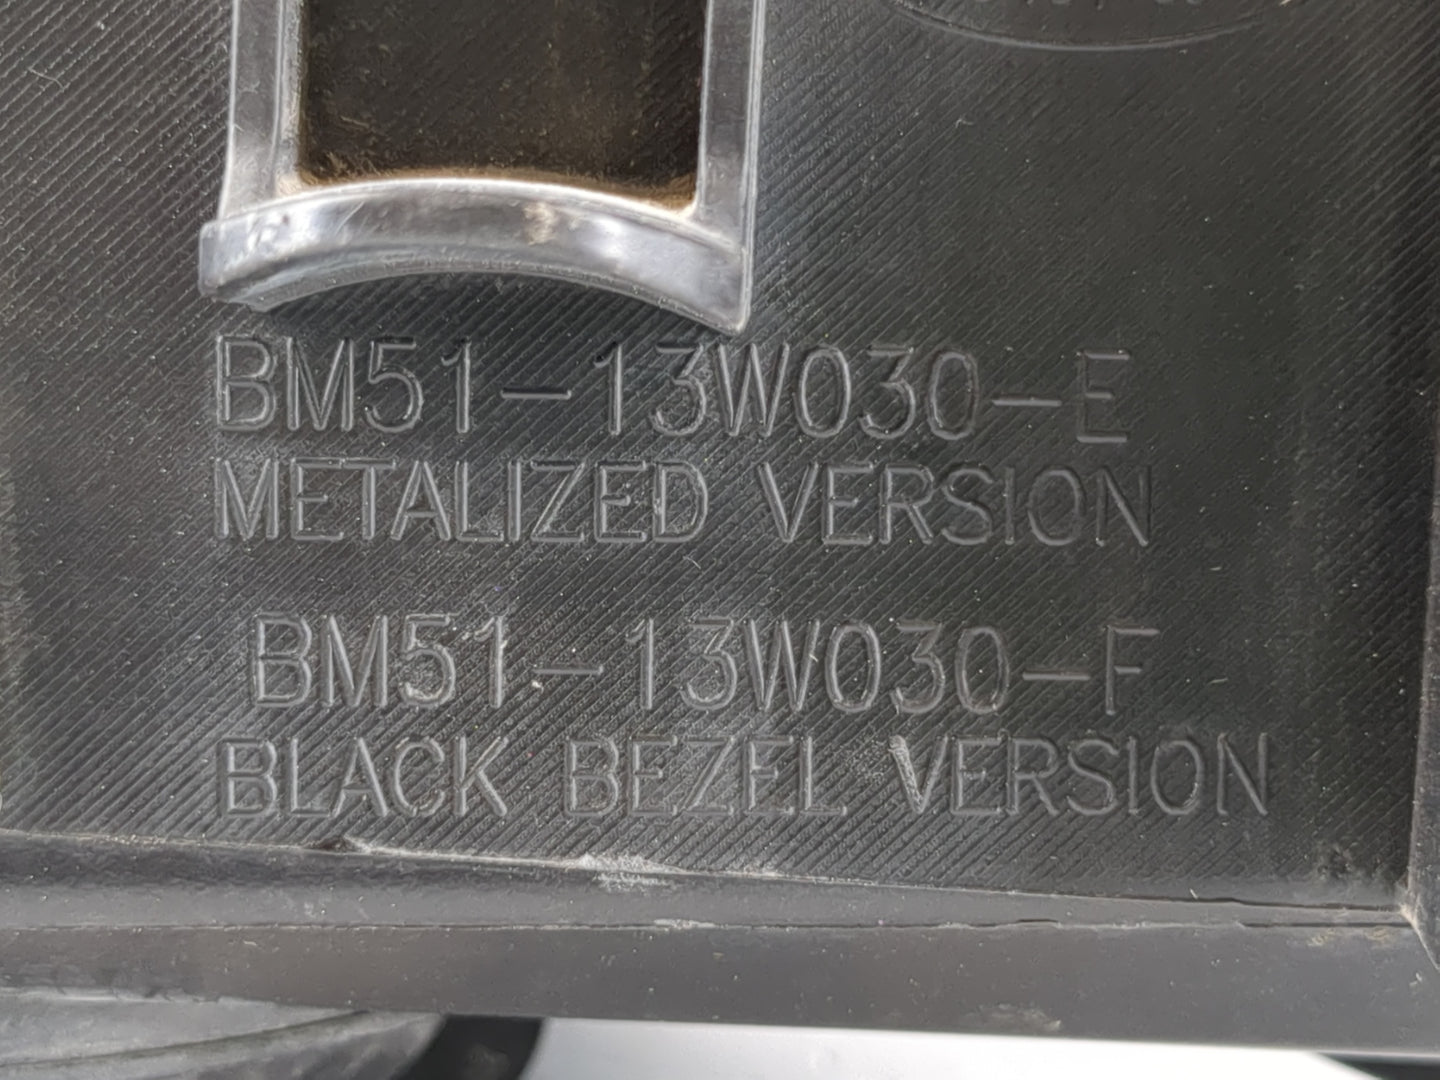 BM51-13W030-E
METALIZED VERSION
BM51-13W030-F
BLACK BEZEL VERSION